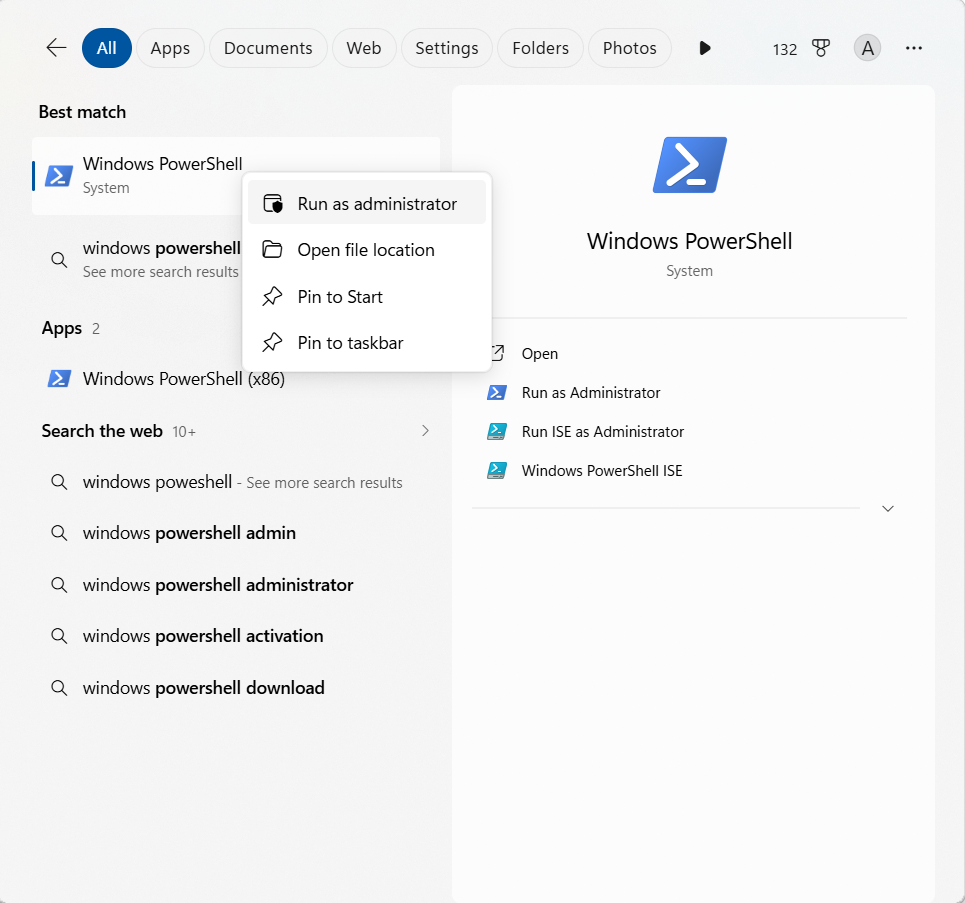 All
Apps
Documents
Web
Settings
Folders
Photos
132
A
Best match
Windows PowerShell
System
windows powershell
See more search results
Apps 2
Windows PowerShell (x86)
Search the web 10+
windows poweshell - See more search results
windows powershell admin
windows powershell administrator
windows powershell activation
windows powershell download
Run as administrator
Open file location
Pin to Start
Pin to taskbar
Windows PowerShell
System
Open
Run as Administrator
Run ISE as Administrator
Windows PowerShell ISE